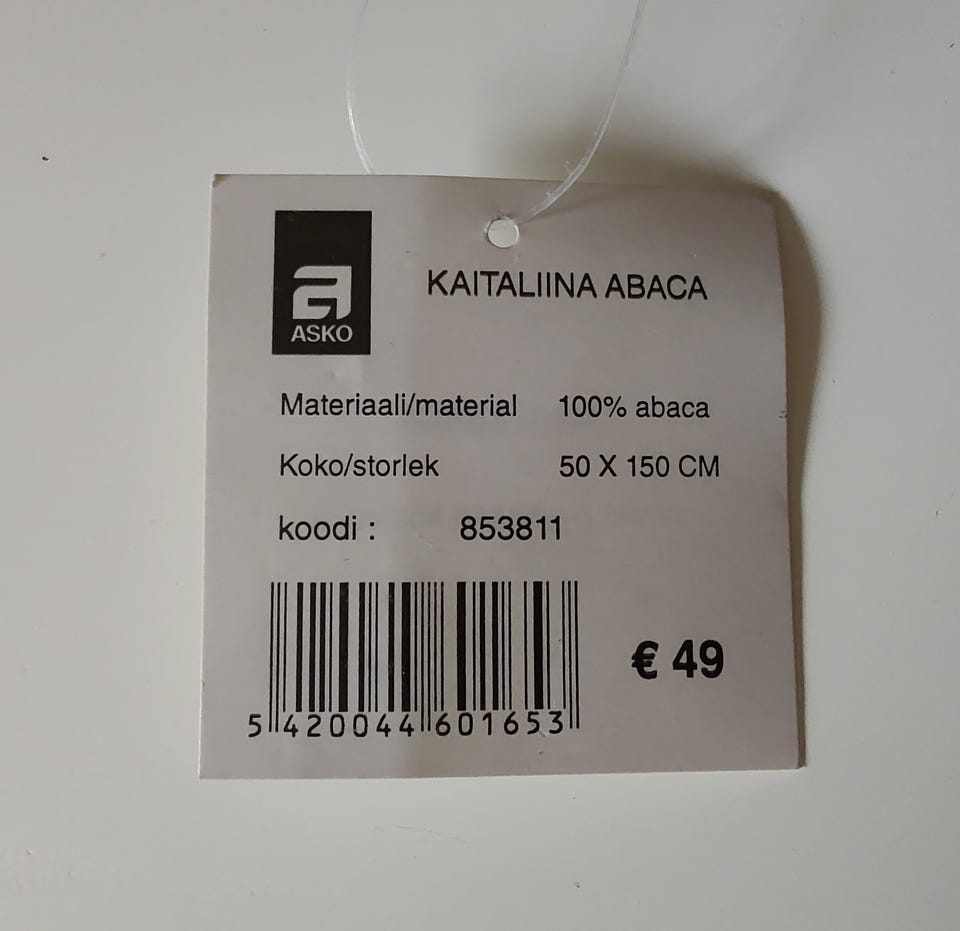 ASKO
KAITALIINA ABACA
Materiaali/material 100% abaca
Koko/storlek 50 X 150 CM
koodi : 853811
€ 49
5 420044 601653